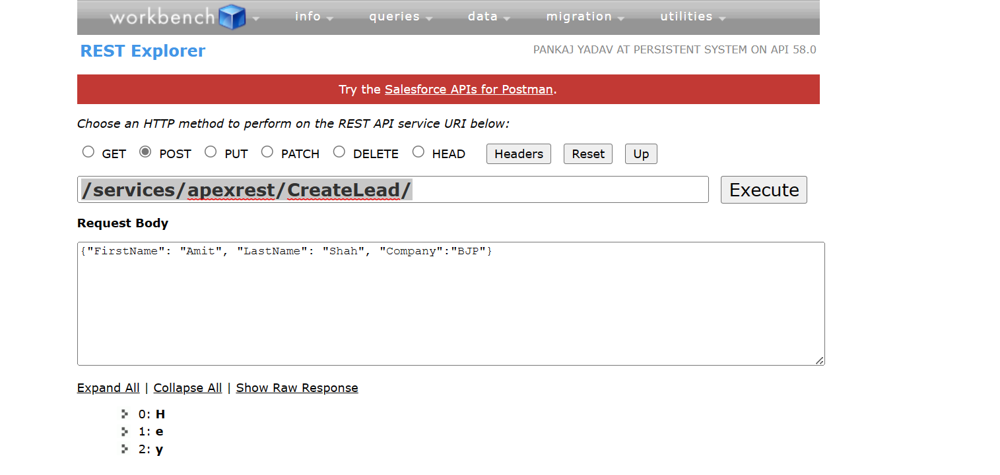 workbench info queries data migration utilities
REST Explorer PANKAJ YADAV AT PERSISTENT SYSTEM ON API 58.0
Try the Salesforce APIs for Postman.
Choose an HTTP method to perform on the REST API service URI below:
GET POST PUT PATCH DELETE HEAD Headers Reset Up
/services/apexrest/CreateLead/ Execute
Request Body
{"FirstName": "Amit", "LastName": "Shah", "Company":"BJP"}
Expand All | Collapse All | Show Raw Response
0: H
1: e
2: y